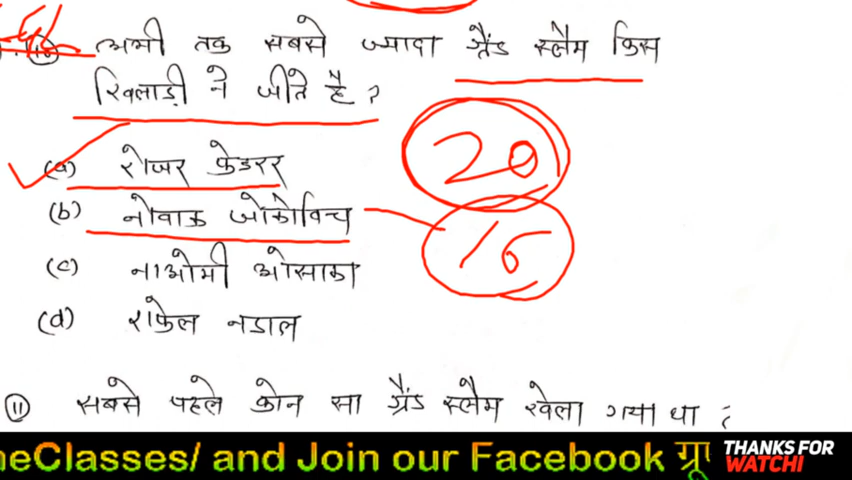 अभी तक सबसे ज्यादा ग्रैंड स्लैम किस
खिलाड़ी ने जीते है ?
20
(a) रोजर फेडरर
(b) नोवाक जोकोविच
16
(c) नाओमी ओसाका
(d) राफेल नडाल
11 सबसे पहले कोन सा ग्रैंड स्लैम खेला गया था ?
neClasses/ and Join our Facebook ग्रु
THANKS FOR
WATCHI